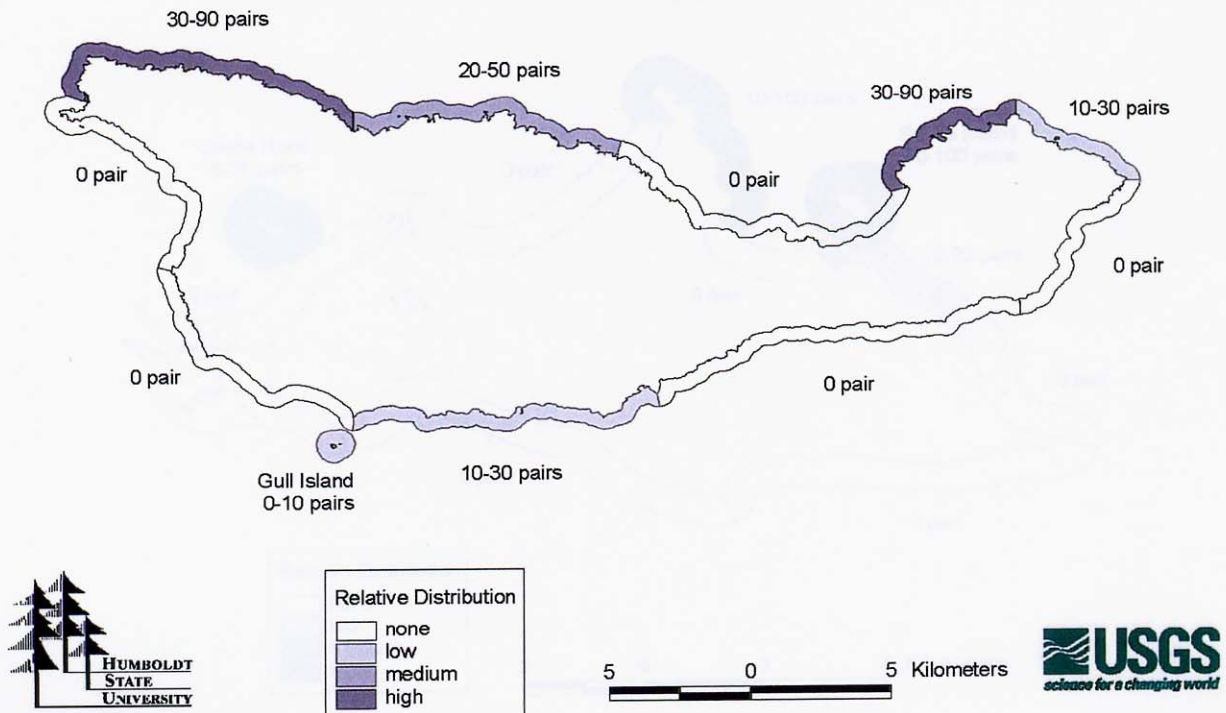 30-90 pairs
20-50 pairs
30-90 pairs
10-30 pairs
0 pair
0 pair
0 pair
0 pair
0 pair
Gull Island
0-10 pairs
10-30 pairs
Relative Distribution
none
low
medium
high
HUMBOLDT
STATE
UNIVERSITY
5 0 5 Kilometers
USGS
science for a changing world